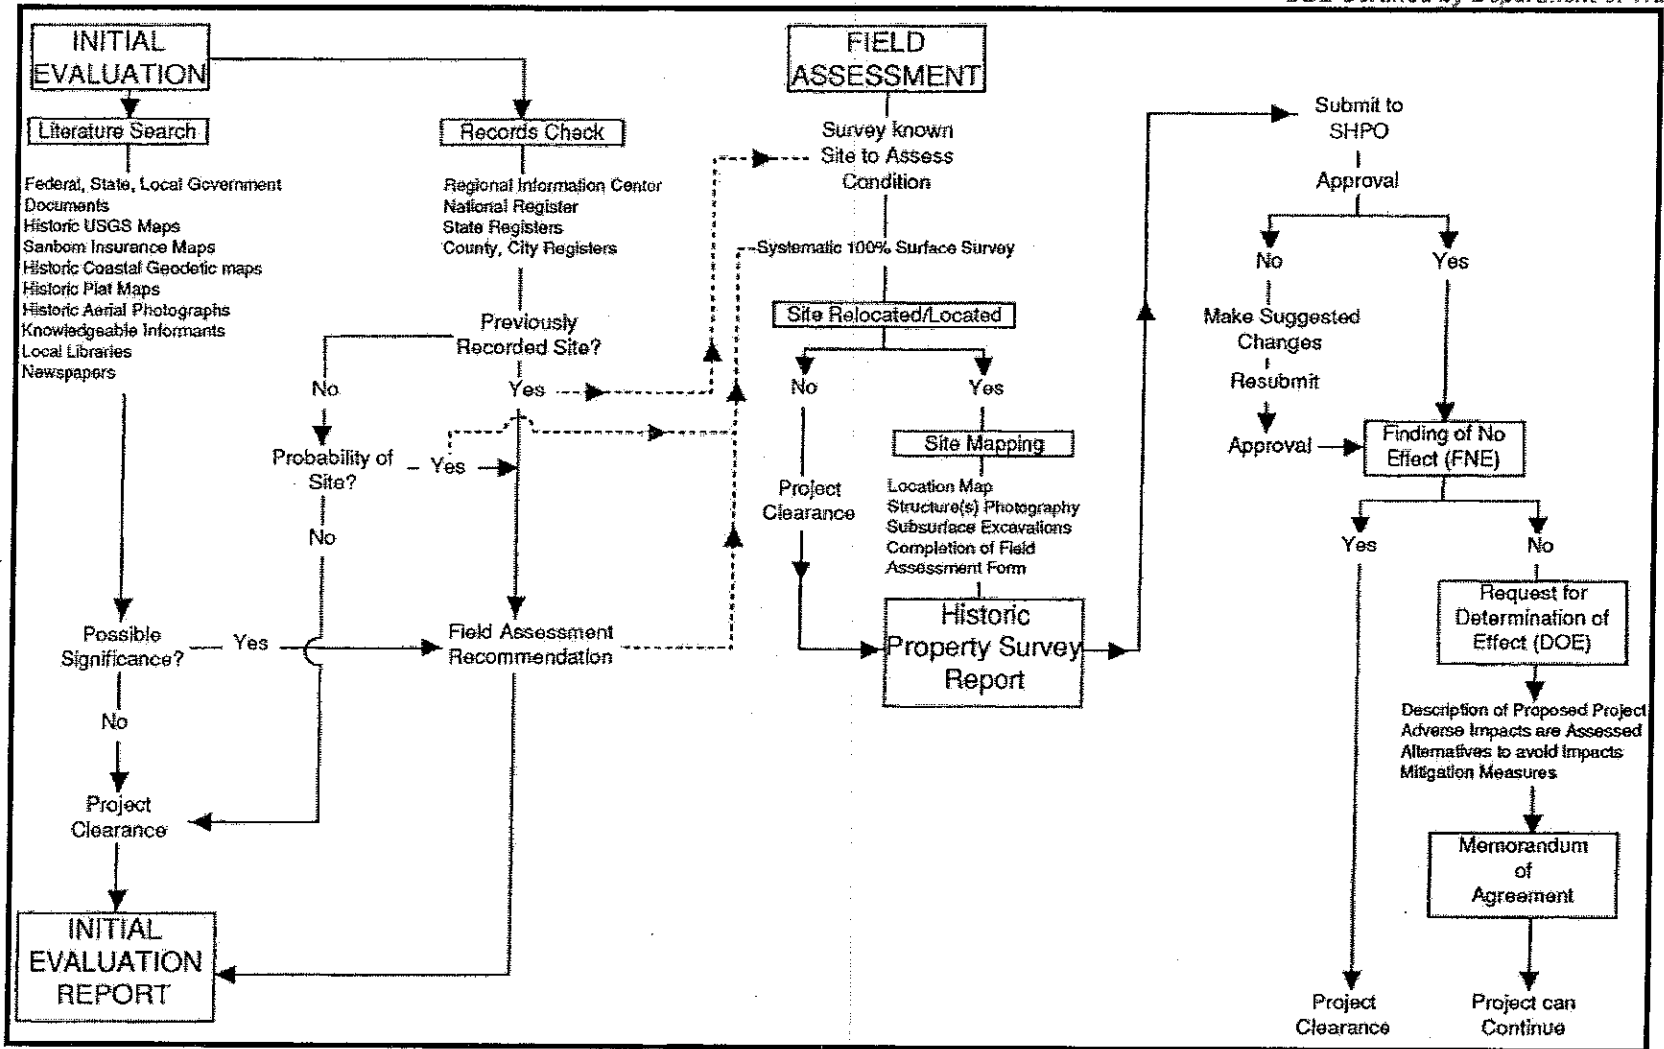 INITIAL
EVALUATION
Literature Search
Federal, State, Local Government
Documents
Historic USGS Maps
Sanborn Insurance Maps
Historic Coastal Geodetic maps
Historic Plat Maps
Historic Aerial Photographs
Knowledgeable Informants
Local Libraries
Newspapers
Possible
Significance?
Yes
No
Project
Clearance
INITIAL
EVALUATION
REPORT
Records Check
Regional Information Center
National Register
State Registers
County, City Registers
Previously
Recorded Site?
No
Yes
Probability of
Site?
Yes
No
Field Assessment
Recommendation
FIELD
ASSESSMENT
Survey known
Site to Assess
Condition
Systematic 100% Surface Survey
Site Relocated/Located
No
Yes
Project
Clearance
Site Mapping
Location Map
Structure(s) Photography
Subsurface Excavations
Completion of Field
Assessment Form
Historic
Property Survey
Report
Submit to
SHPO
Approval
No
Yes
Make Suggested
Changes
Resubmit
Approval
Finding of No
Effect (FNE)
Yes
No
Request for
Determination of
Effect (DOE)
Description of Proposed Project
Adverse Impacts are Assessed
Alternatives to avoid Impacts
Mitigation Measures
Memorandum
of
Agreement
Project
Clearance
Project can
Continue